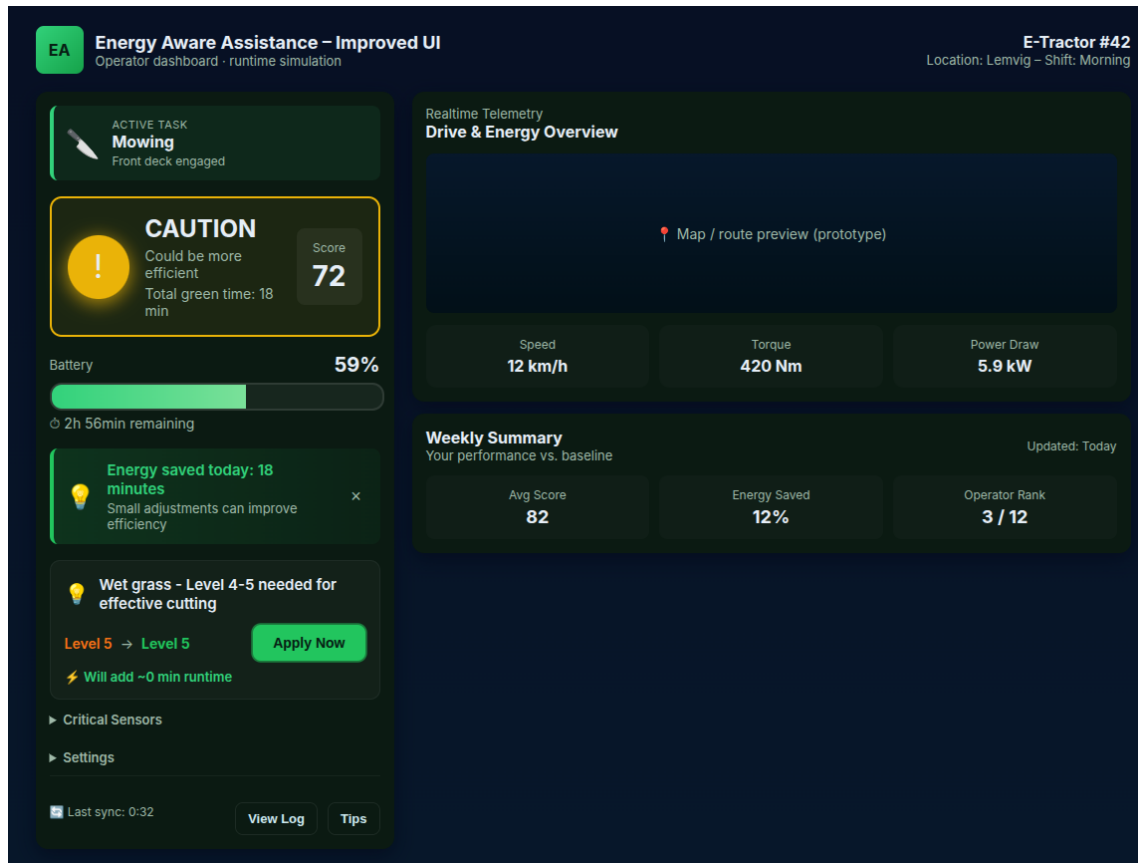 EA
Energy Aware Assistance – Improved UI
Operator dashboard · runtime simulation
E-Tractor #42
Location: Lemvig – Shift: Morning
ACTIVE TASK
Mowing
Front deck engaged
!
CAUTION
Could be more
efficient
Total green time: 18
min
Score
72
Battery
59%
⏱ 2h 56min remaining
Energy saved today: 18
minutes
Small adjustments can improve
efficiency
×
Wet grass - Level 4-5 needed for
effective cutting
Level 5 → Level 5
Apply Now
⚡ Will add ~0 min runtime
▶ Critical Sensors
▶ Settings
🔄 Last sync: 0:32
View Log
Tips
Realtime Telemetry
Drive & Energy Overview
📍 Map / route preview (prototype)
Speed
12 km/h
Torque
420 Nm
Power Draw
5.9 kW
Weekly Summary
Your performance vs. baseline
Updated: Today
Avg Score
82
Energy Saved
12%
Operator Rank
3 / 12